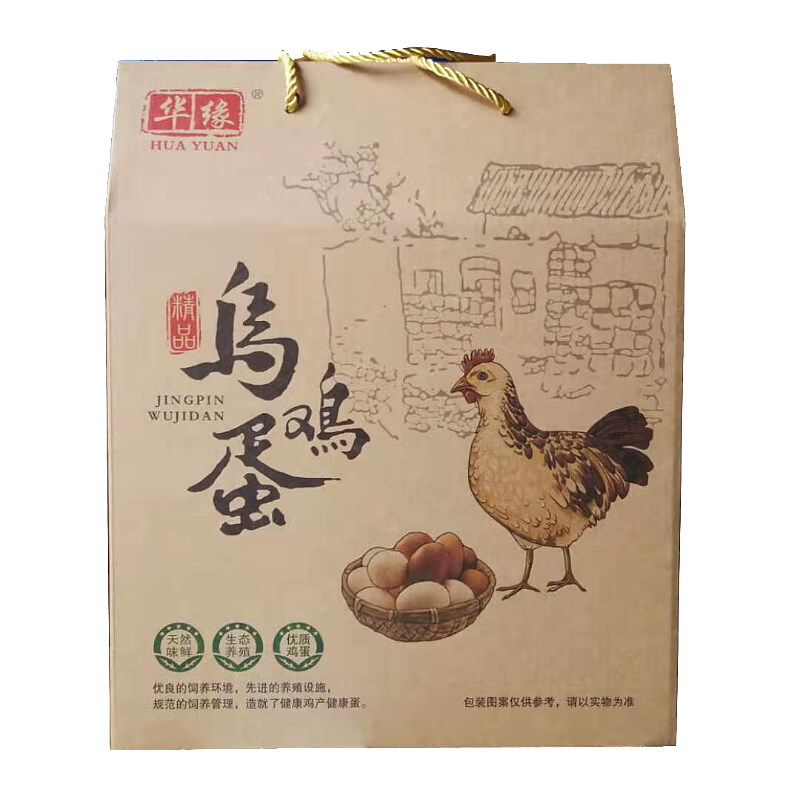 华缘®
HUA YUAN
精品
乌鸡蛋
JINGPIN
WUJIDAN
天然
味鲜
生态
养殖
优质
鸡蛋
优良的饲养环境，先进的养殖设施，
规范的饲养管理，造就了健康鸡产健康蛋。
包装图案仅供参考，请以实物为准